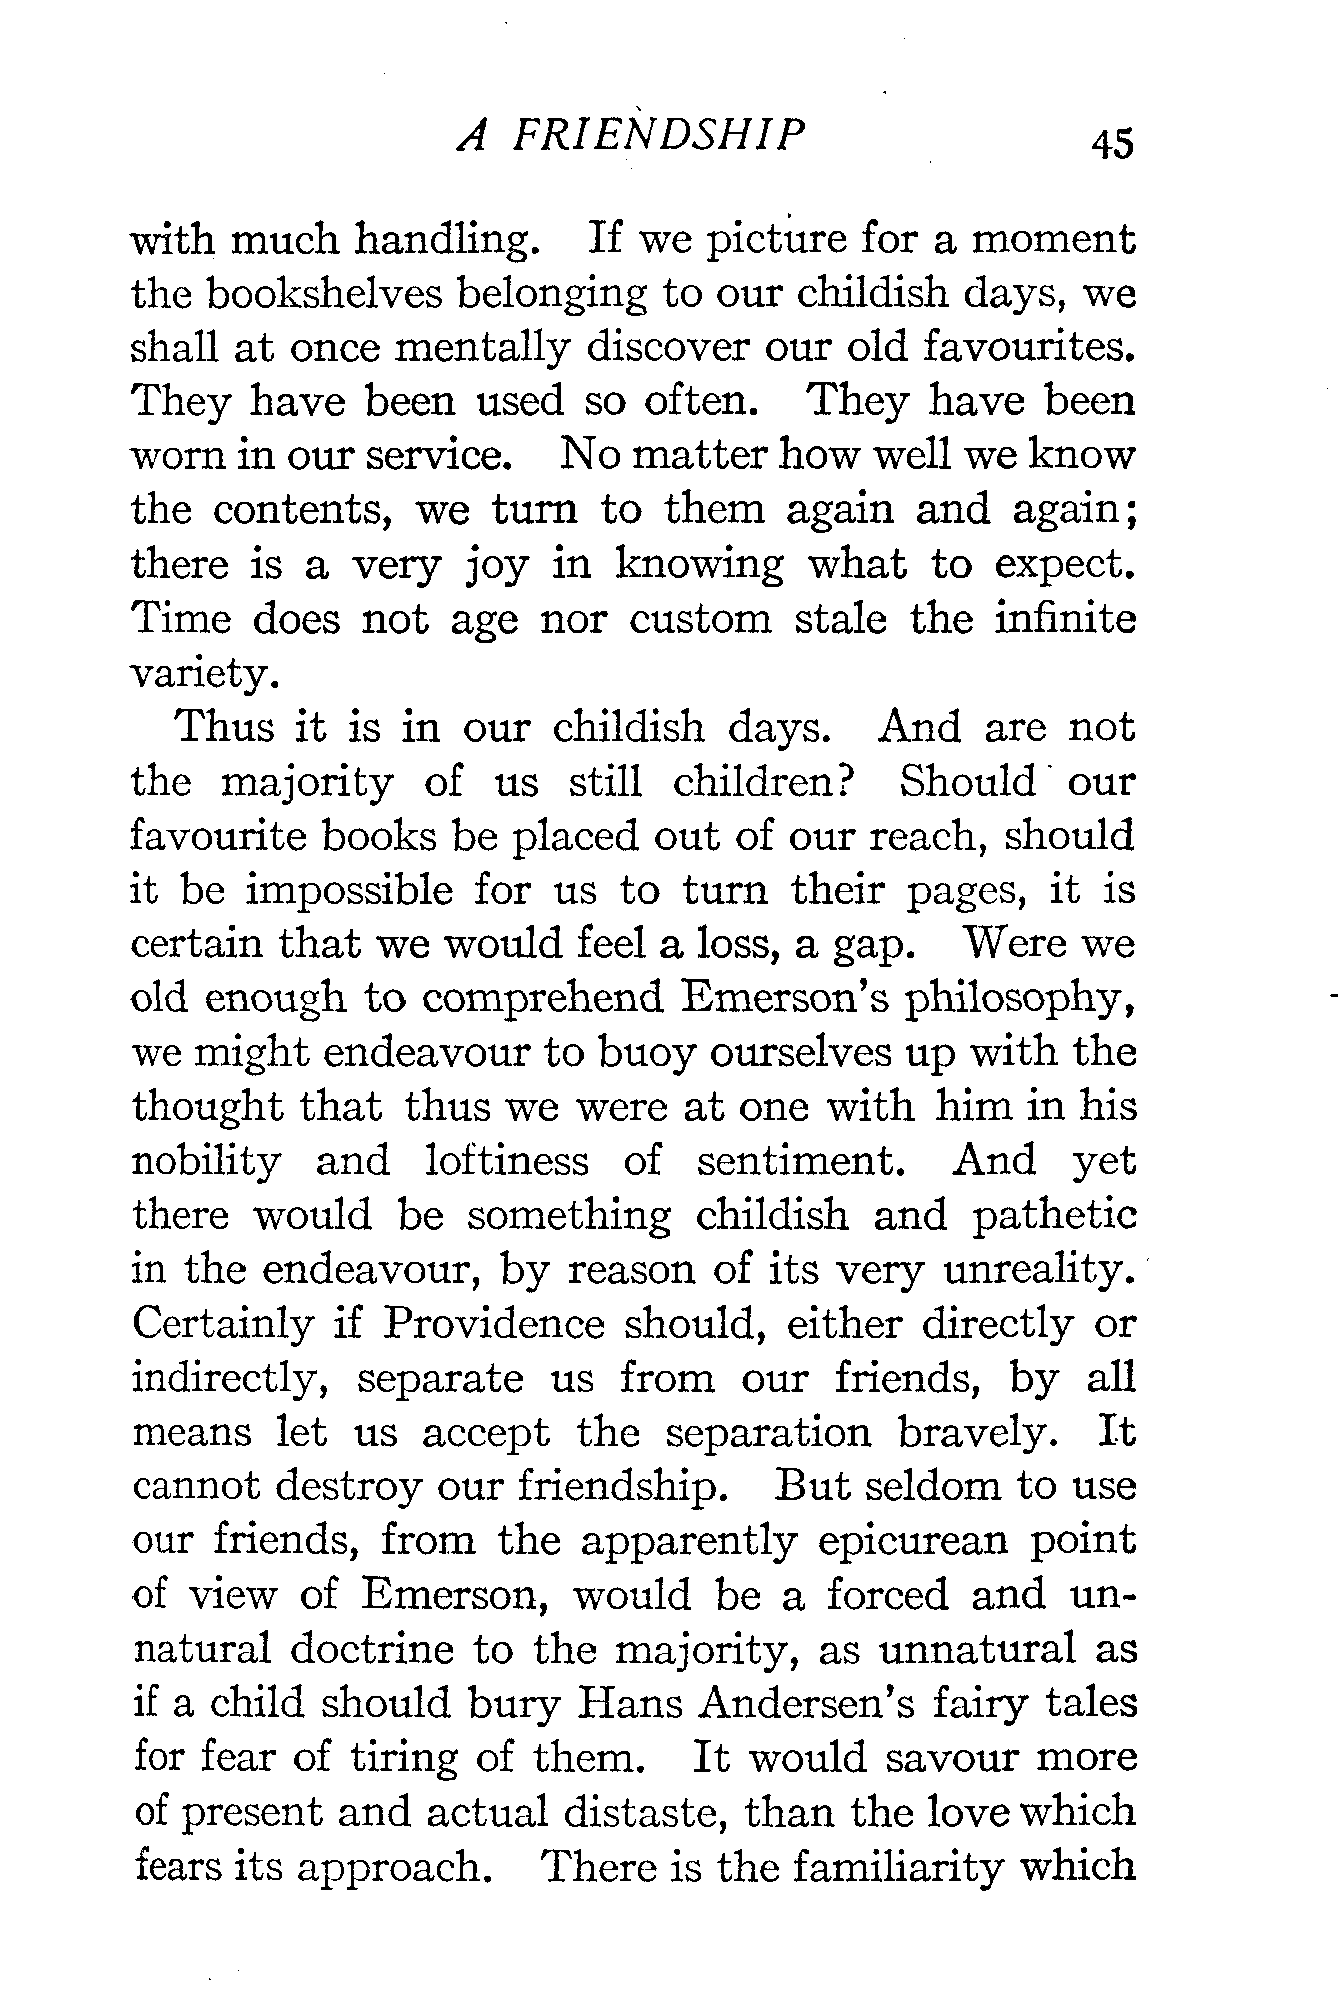 A FRIENDSHIP 45
with much handling. If we picture for a moment
the bookshelves belonging to our childish days, we
shall at once mentally discover our old favourites.
They have been used so often. They have been
worn in our service. No matter how well we know
the contents, we turn to them again and again;
there is a very joy in knowing what to expect.
Time does not age nor custom stale the infinite
variety.
Thus it is in our childish days. And are not
the majority of us still children? Should our
favourite books be placed out of our reach, should
it be impossible for us to turn their pages, it is
certain that we would feel a loss, a gap. Were we
old enough to comprehend Emerson's philosophy,
we might endeavour to buoy ourselves up with the
thought that thus we were at one with him in his
nobility and loftiness of sentiment. And yet
there would be something childish and pathetic
in the endeavour, by reason of its very unreality.
Certainly if Providence should, either directly or
indirectly, separate us from our friends, by all
means let us accept the separation bravely. It
cannot destroy our friendship. But seldom to use
our friends, from the apparently epicurean point
of view of Emerson, would be a forced and un-
natural doctrine to the majority, as unnatural as
if a child should bury Hans Andersen's fairy tales
for fear of tiring of them. It would savour more
of present and actual distaste, than the love which
fears its approach. There is the familiarity which